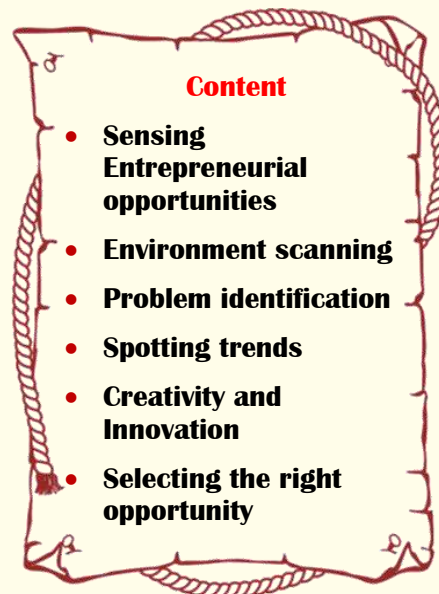 Content
• Sensing
Entrepreneurial
opportunities
• Environment scanning
• Problem identification
• Spotting trends
• Creativity and
Innovation
• Selecting the right
opportunity